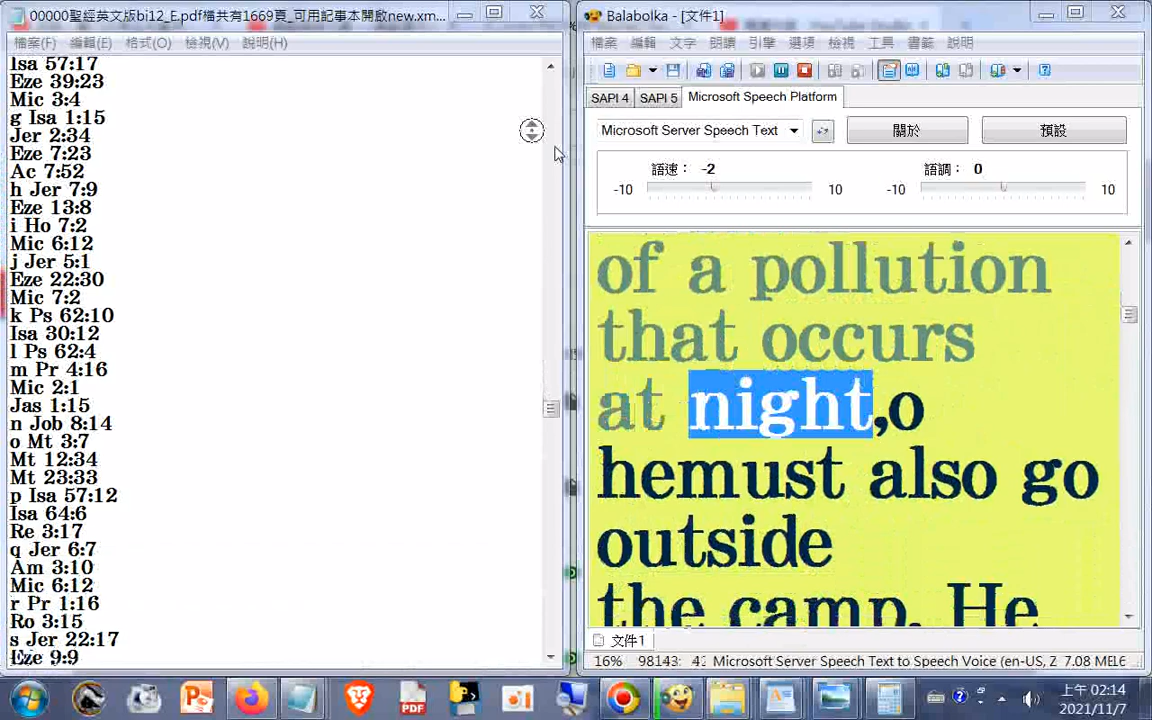 00000聖經英文版bi12_E.pdf檔共有1669頁_可用記事本開啟new.xm...
檔案(F) 編輯(E) 格式(O) 檢視(V) 說明(H)
Isa 57:17
Eze 39:23
Mic 3:4
g Isa 1:15
Jer 2:34
Eze 7:23
Ac 7:52
h Jer 7:9
Eze 13:8
i Ho 7:2
Mic 6:12
j Jer 5:1
Eze 22:30
Mic 7:2
k Ps 62:10
Isa 30:12
l Ps 62:4
m Pr 4:16
Mic 2:1
Jas 1:15
n Job 8:14
o Mt 3:7
Mt 12:34
Mt 23:33
p Isa 57:12
Isa 64:6
Re 3:17
q Jer 6:7
Am 3:10
Mic 6:12
r Pr 1:16
Ro 3:15
s Jer 22:17
Eze 9:9
Balabolka - [文件1]
檔案 編輯 文字 朗讀 引擎 選項 檢視 工具 書籤 說明
SAPI 4 SAPI 5 Microsoft Speech Platform
Microsoft Server Speech Text 關於 預設
語速： -2 語調： 0
-10 10 -10 10
of a pollution
that occurs
at night,o
hemust also go
outside
the camp. He
文件1
16% 98143: Microsoft Server Speech Text to Speech Voice (en-US, Z 7.08 MB
上午 02:14
2021/11/7